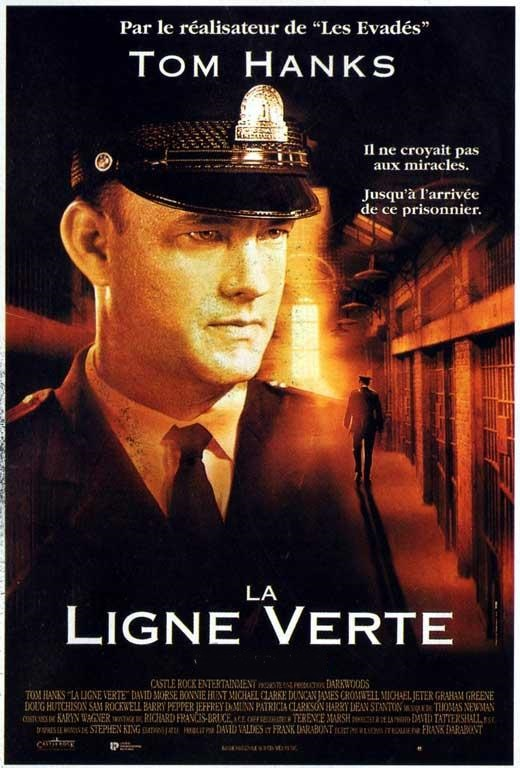 Par le réalisateur de "Les Evadés"
TOM HANKS
Il ne croyait pas
aux miracles.
Jusqu'à l'arrivée
de ce prisonnier.
LA
LIGNE VERTE
CASTLE ROCK ENTERTAINMENT PRÉSENTE UNE PRODUCTION DARKWOODS
TOM HANKS "LA LIGNE VERTE" DAVID MORSE BONNIE HUNT MICHAEL CLARKE DUNCAN JAMES CROMWELL MICHAEL JETER GRAHAM GREENE
DOUG HUTCHISON SAM ROCKWELL BARRY PEPPER JEFFREY DeMUNN PATRICIA CLARKSON HARRY DEAN STANTON MUSIQUE DE THOMAS NEWMAN
COSTUMES DE KARYN WAGNER MONTAGE DE RICHARD FRANCIS-BRUCE, A.C.E. CHEF DÉCORATEUR TERENCE MARSH DIRECTEUR DE LA PHOTO DAVID TATTERSHALL, B.S.C.
D'APRÈS LE ROMAN DE STEPHEN KING PRODUIT PAR DAVID VALDES ET FRANK DARABONT ÉCRIT POUR L'ÉCRAN ET RÉALISÉ PAR FRANK DARABONT
CASTLE ROCK